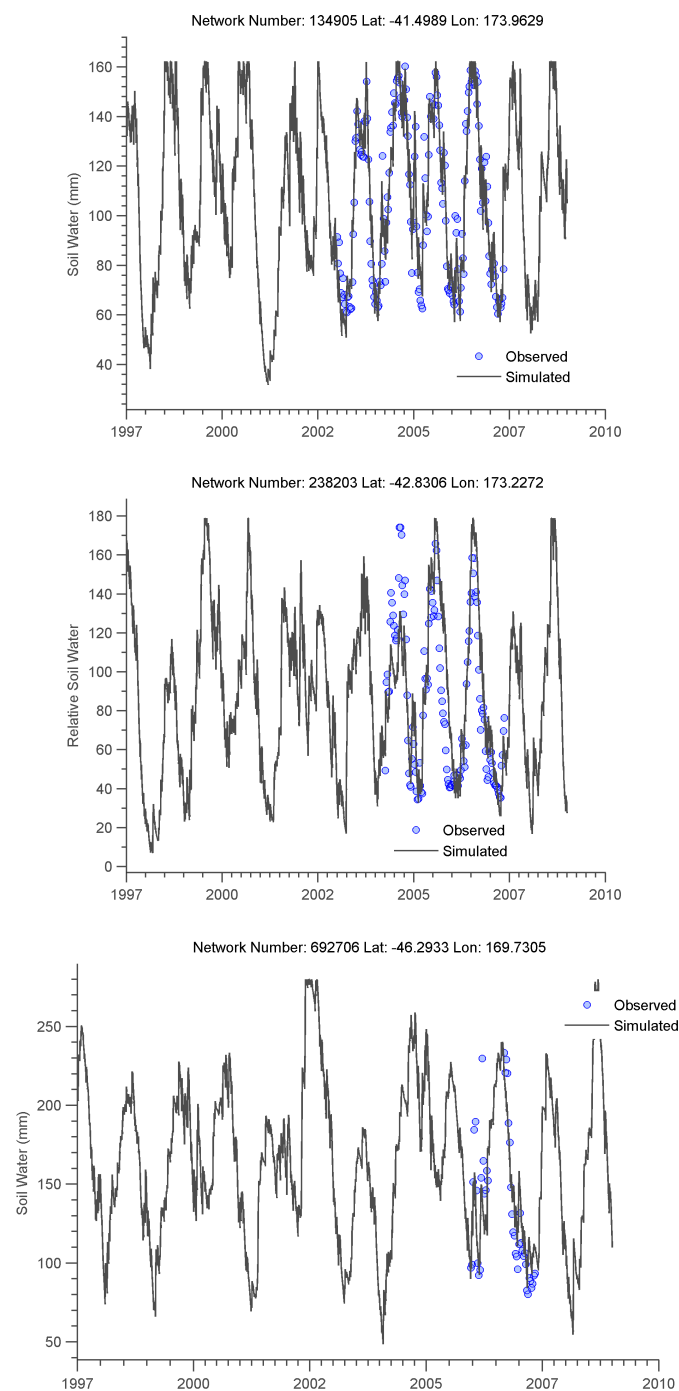 Network Number: 134905 Lat: -41.4989 Lon: 173.9629
160
140
120
100
80
60
40
Soil Water (mm)
Observed
Simulated
1997 2000 2002 2005 2007 2010
Network Number: 238203 Lat: -42.8306 Lon: 173.2272
180
160
140
120
100
80
60
40
20
0
Relative Soil Water
Observed
Simulated
1997 2000 2002 2005 2007 2010
Network Number: 692706 Lat: -46.2933 Lon: 169.7305
Observed
Simulated
250
200
150
100
50
Soil Water (mm)
1997 2000 2002 2005 2007 2010